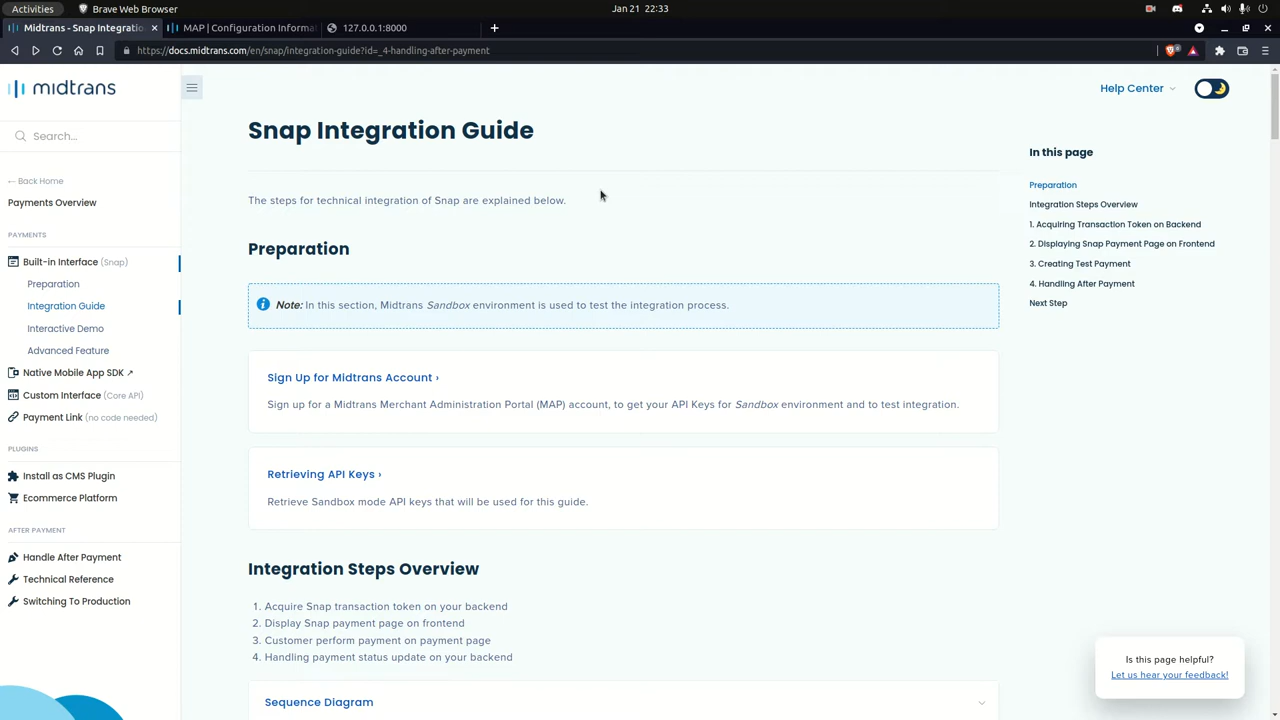 Activities
Brave Web Browser
Jan 21 22:33
Midtrans - Snap Integratio
MAP | Configuration Informat
127.0.0.1:8000
https://docs.midtrans.com/en/snap/integration-guide?id=_4-handling-after-payment
midtrans
Help Center
Search...
← Back Home
Payments Overview
PAYMENTS
Built-in Interface (Snap)
Preparation
Integration Guide
Interactive Demo
Advanced Feature
Native Mobile App SDK ↗
Custom Interface (Core API)
Payment Link (no code needed)
PLUGINS
Install as CMS Plugin
Ecommerce Platform
AFTER PAYMENT
Handle After Payment
Technical Reference
Switching To Production
Snap Integration Guide
The steps for technical integration of Snap are explained below.
Preparation
Note: In this section, Midtrans Sandbox environment is used to test the integration process.
Sign Up for Midtrans Account ›
Sign up for a Midtrans Merchant Administration Portal (MAP) account, to get your API Keys for Sandbox environment and to test integration.
Retrieving API Keys ›
Retrieve Sandbox mode API keys that will be used for this guide.
Integration Steps Overview
1. Acquire Snap transaction token on your backend
2. Display Snap payment page on frontend
3. Customer perform payment on payment page
4. Handling payment status update on your backend
Sequence Diagram
In this page
Preparation
Integration Steps Overview
1. Acquiring Transaction Token on Backend
2. Displaying Snap Payment Page on Frontend
3. Creating Test Payment
4. Handling After Payment
Next Step
Is this page helpful?
Let us hear your feedback!